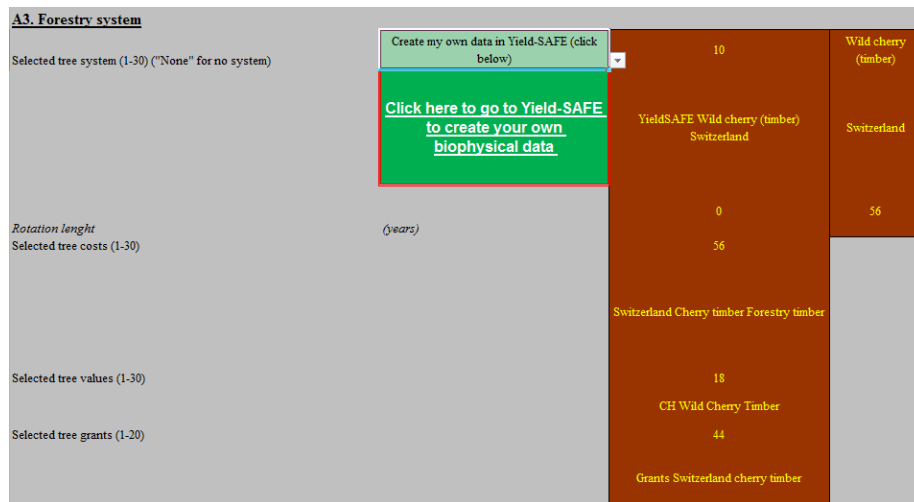 A3. Forestry system
Selected tree system (1-30) ("None" for no system)
Create my own data in Yield-SAFE (click
below)
10
Wild cherry
(timber)
Click here to go to Yield-SAFE
to create your own
biophysical data
YieldSAFE Wild cherry (timber)
Switzerland
Switzerland
0
56
Rotation lenght
(years)
Selected tree costs (1-30)
56
Switzerland Cherry timber Forestry timber
Selected tree values (1-30)
18
CH Wild Cherry Timber
Selected tree grants (1-20)
44
Grants Switzerland cherry timber